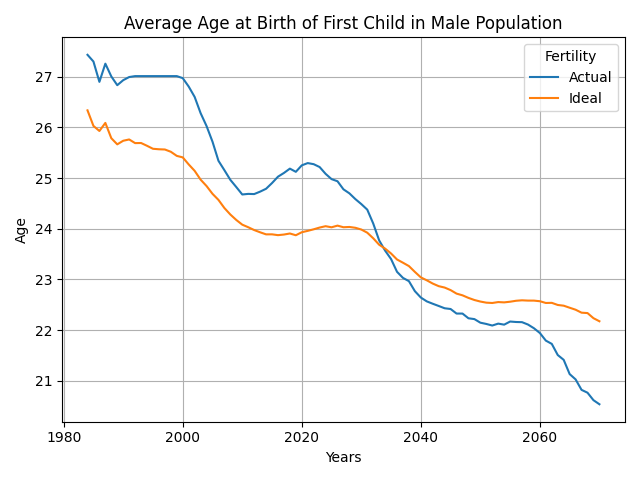 Average Age at Birth of First Child in Male Population
Fertility
Actual
Ideal
Age
27
26
25
24
23
22
21
1980
2000
2020
2040
2060
Years